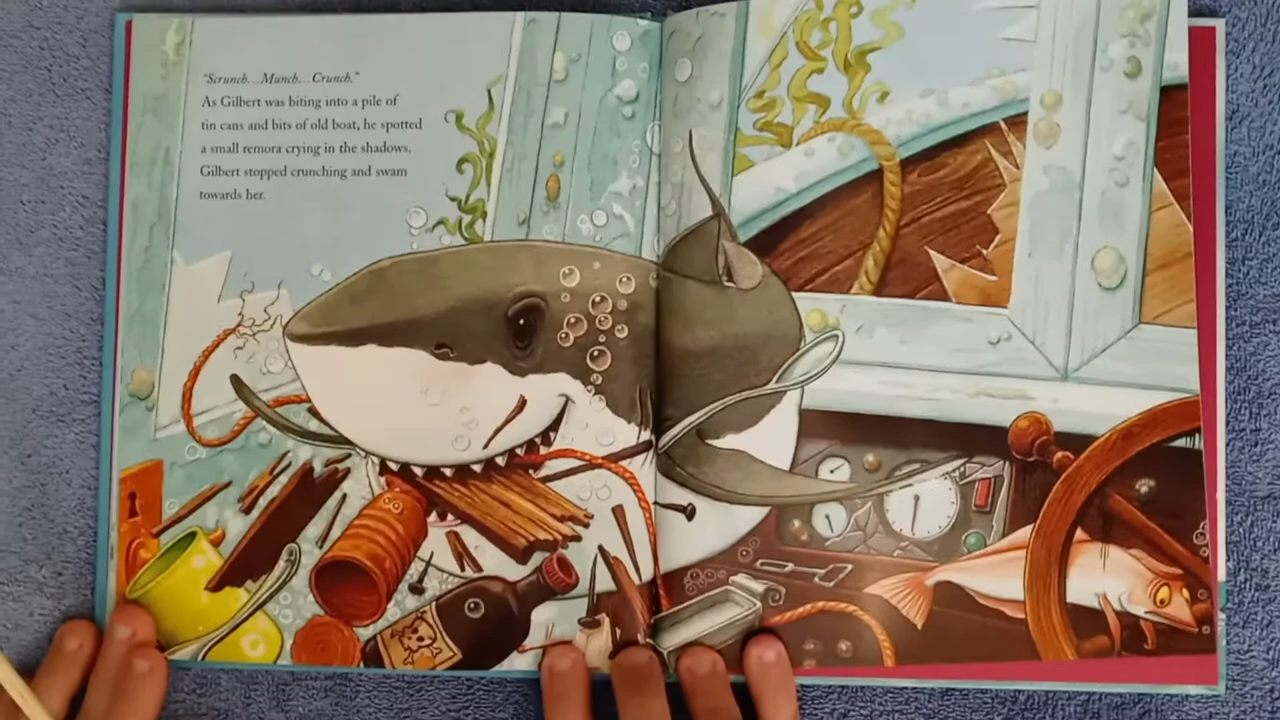 "Scrunch...Munch...Crunch."
As Gilbert was biting into a pile of
tin cans and bits of old boat, he spotted
a small remora crying in the shadows.
Gilbert stopped crunching and swam
towards her.